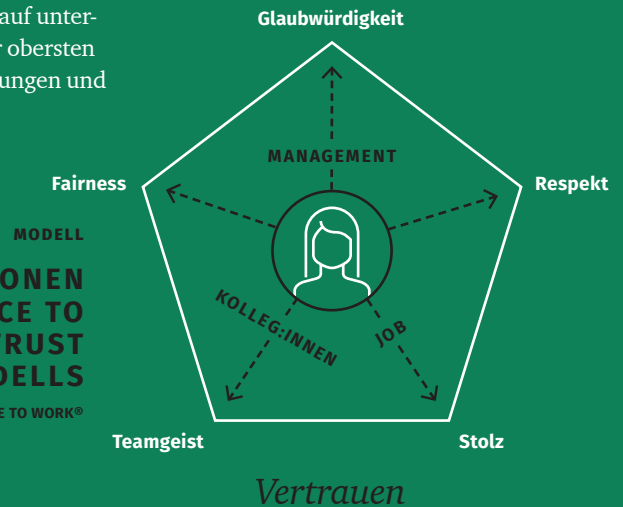 auf unter-
r obersten
ungen und
MODELL
ONEN
CE TO
TRUST
DELLS
E TO WORK®
Glaubwürdigkeit
MANAGEMENT
Fairness
Respekt
KOLLEG:INNEN
JOB
Teamgeist
Stolz
Vertrauen